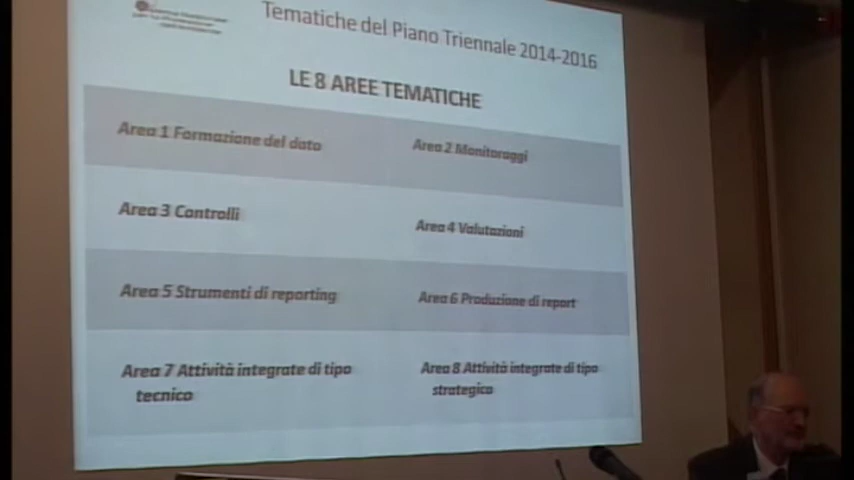 Tematiche del Piano Triennale 2014-2016
LE 8 AREE TEMATICHE
Area 1 Formazione del dato
Area 2 Monitoraggi
Area 3 Controlli
Area 4 Valutazioni
Area 5 Strumenti di reporting
Area 6 Produzione di report
Area 7 Attività integrate di tipo
tecnico
Area 8 Attività integrate di tipo
strategico